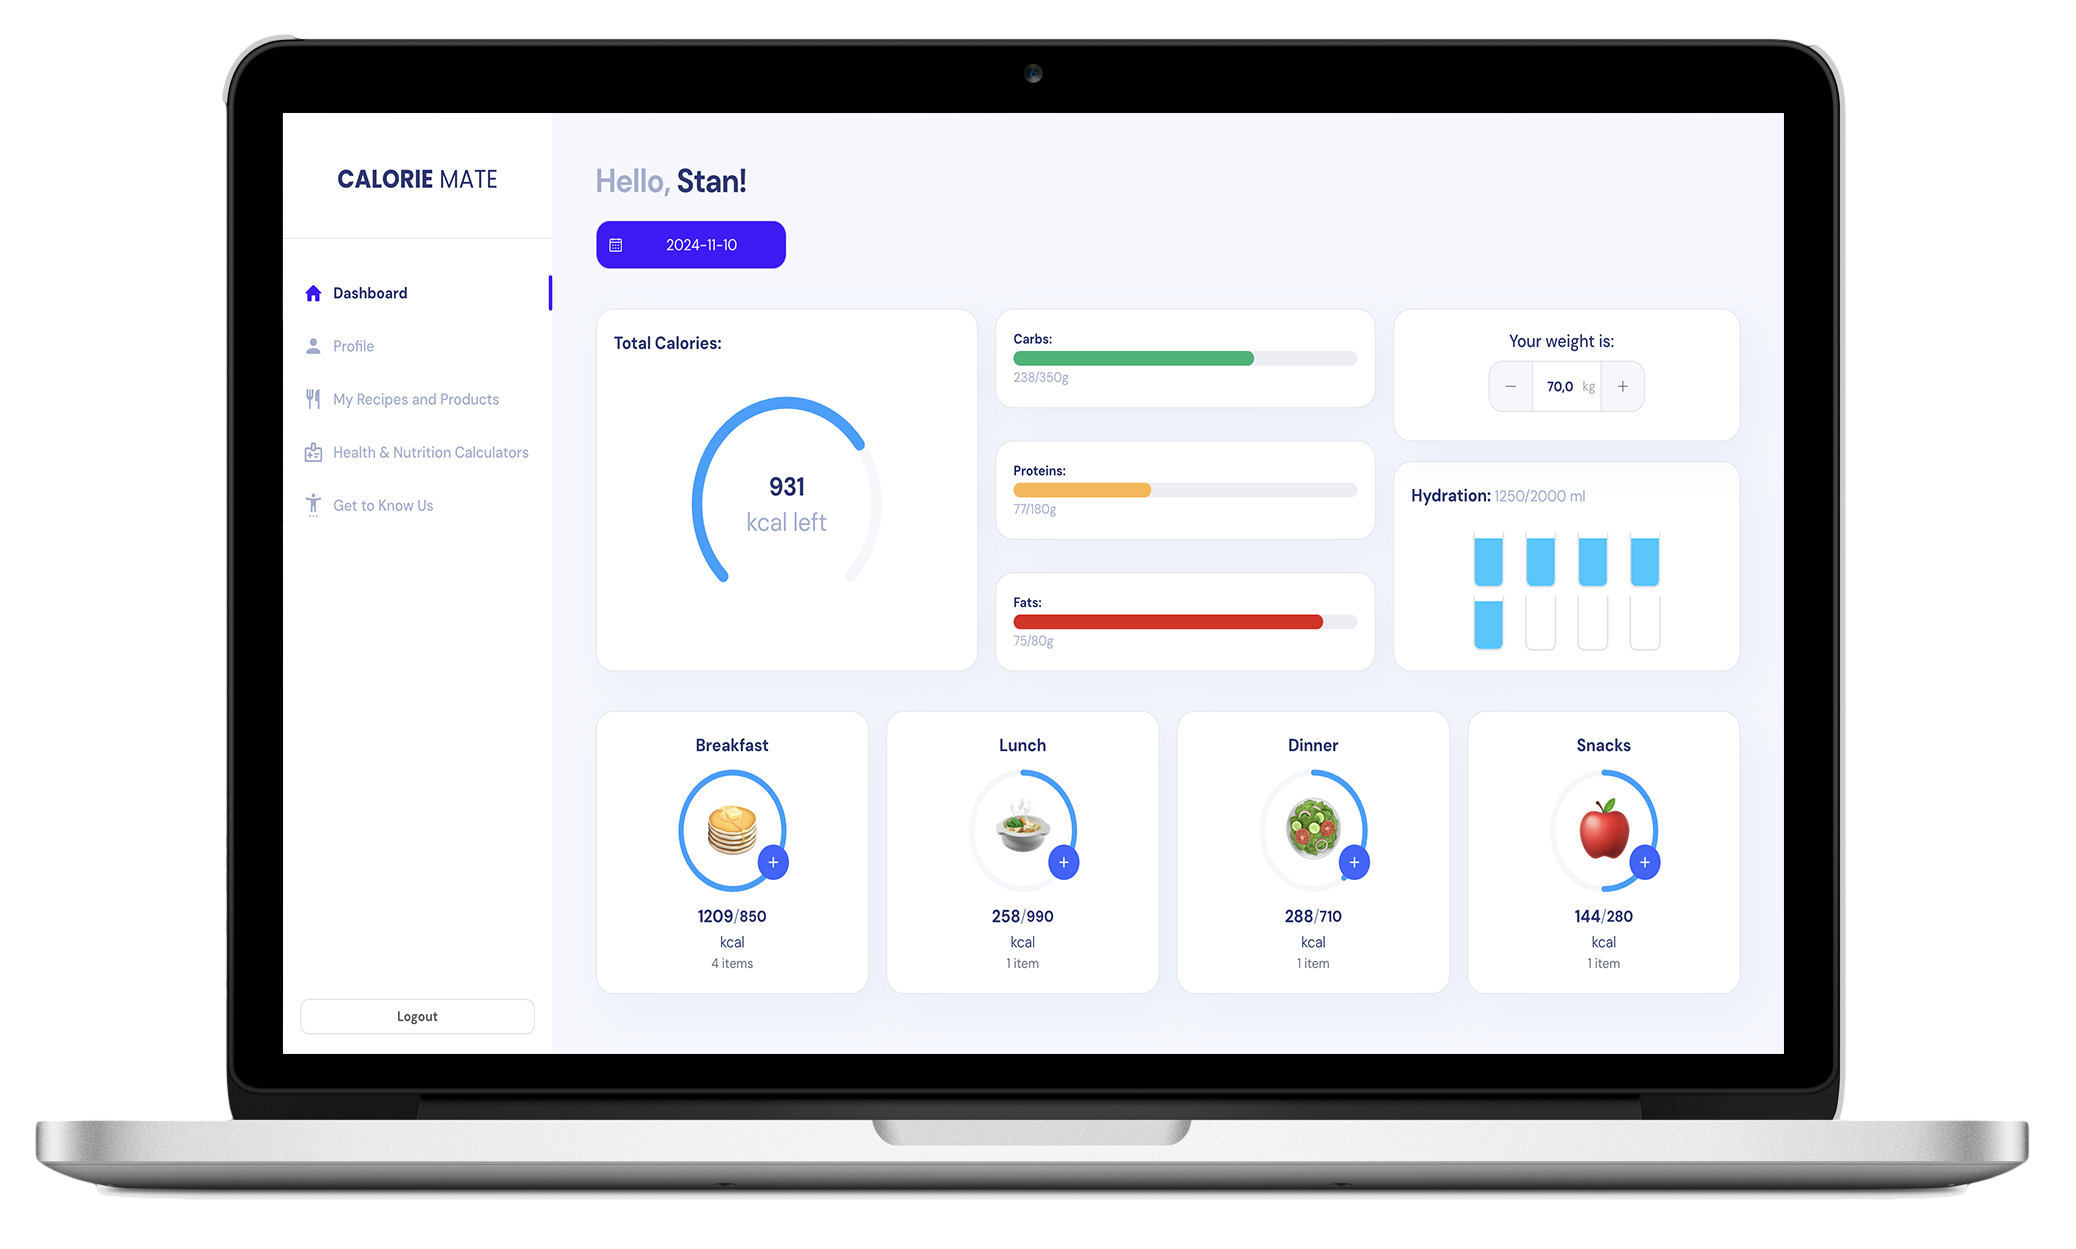 CALORIE MATE
Dashboard
Profile
My Recipes and Products
Health & Nutrition Calculators
Get to Know Us
Logout
Hello, Stan!
2024-11-10
Total Calories:
931
kcal left
Carbs:
238/350g
Proteins:
77/180g
Fats:
75/80g
Your weight is:
− 70,0 kg +
Hydration: 1250/2000 ml
Breakfast
+
1209/850
kcal
4 items
Lunch
+
258/990
kcal
1 item
Dinner
+
288/710
kcal
1 item
Snacks
+
144/280
kcal
1 item